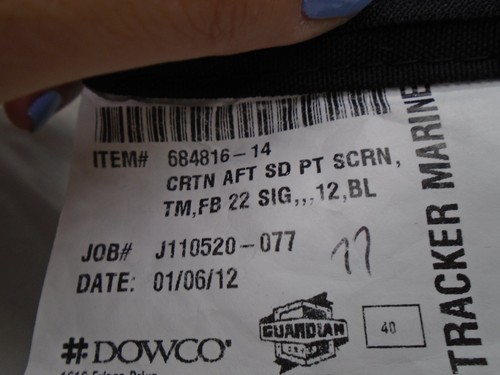 ITEM# 684816-14
CRTN AFT SD PT SCRN,
TM,FB 22 SIG,,,12,BL
JOB# J110520-077
77
DATE: 01/06/12
GUARDIAN
40
#DOWCO
TRACKER MARINE